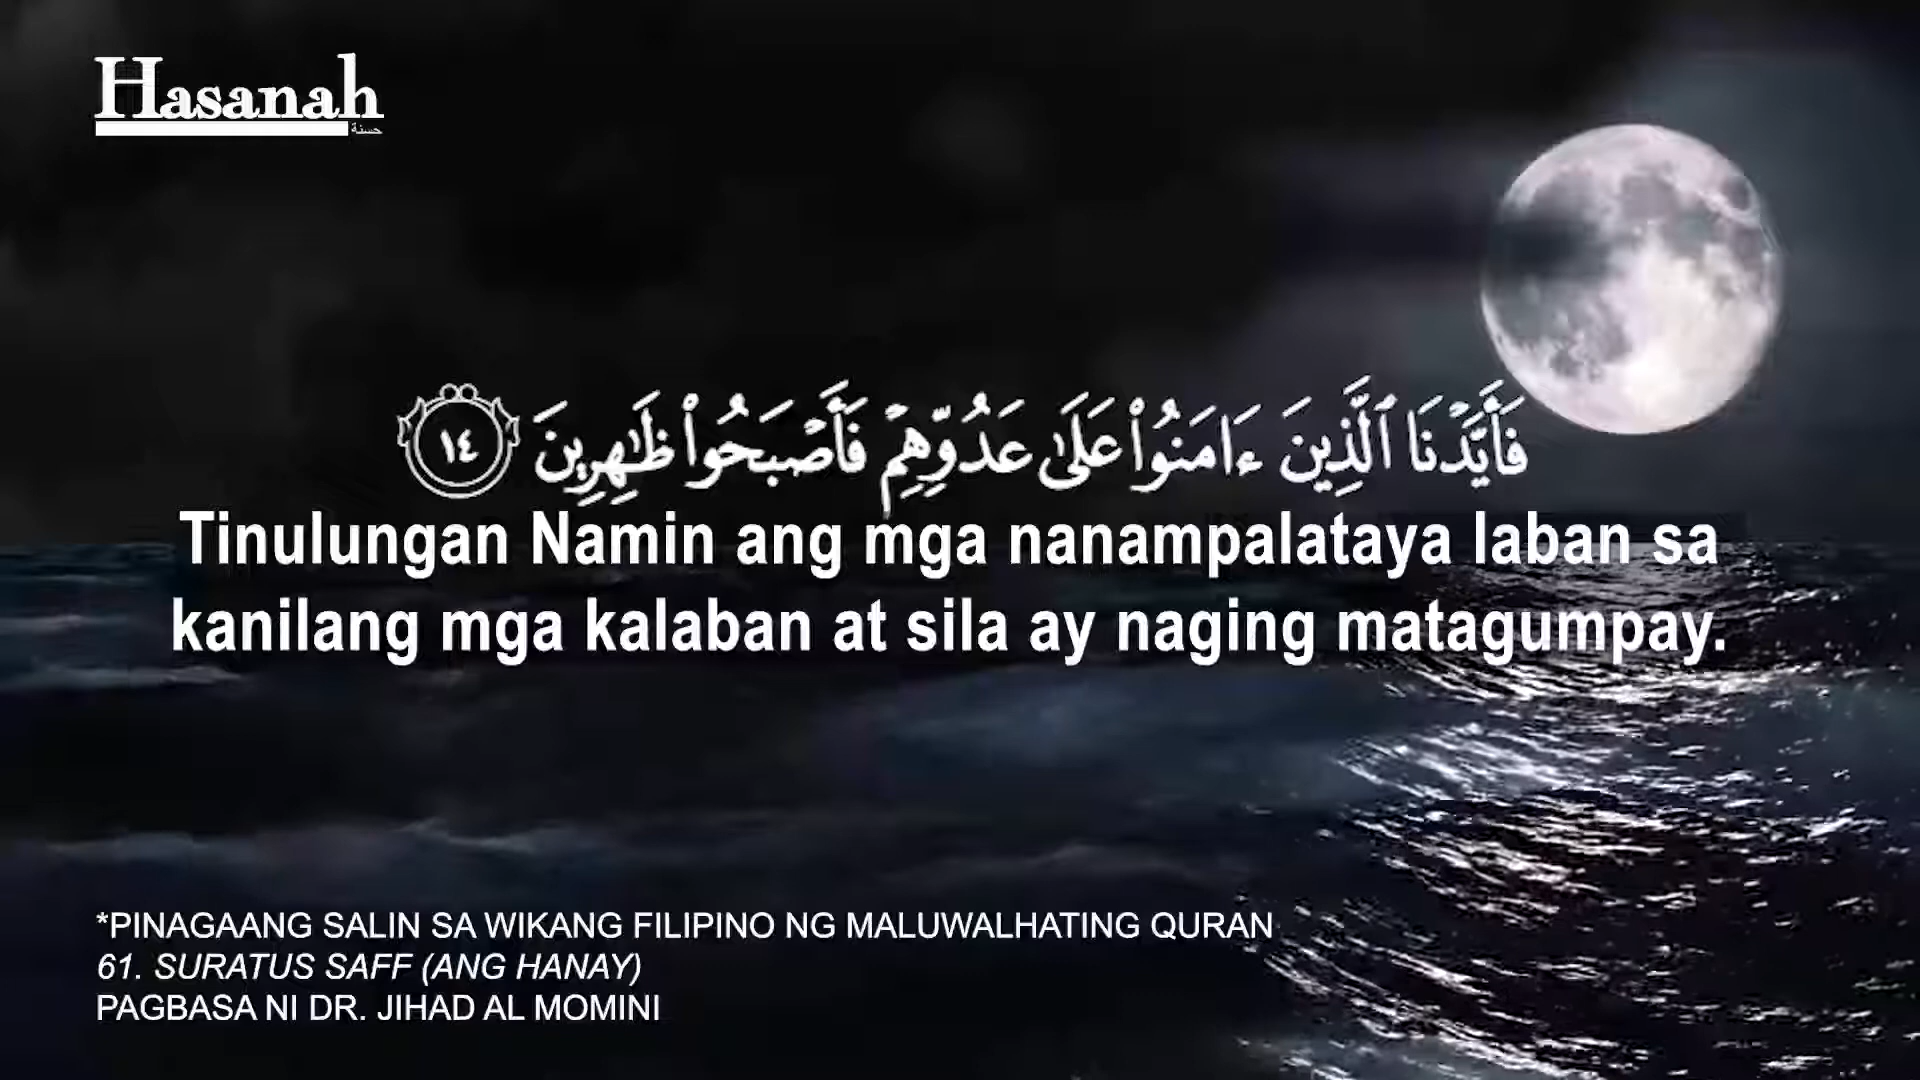 Hasanah
حسنة
فَأَيَّدْنَا ٱلَّذِينَ ءَامَنُوا۟ عَلَىٰ عَدُوِّهِمْ فَأَصْبَحُوا۟ ظَـٰهِرِينَ ١٤
Tinulungan Namin ang mga nanampalataya laban sa
kanilang mga kalaban at sila ay naging matagumpay.
*PINAGAANG SALIN SA WIKANG FILIPINO NG MALUWALHATING QURAN
61. SURATUS SAFF (ANG HANAY)
PAGBASA NI DR. JIHAD AL MOMINI